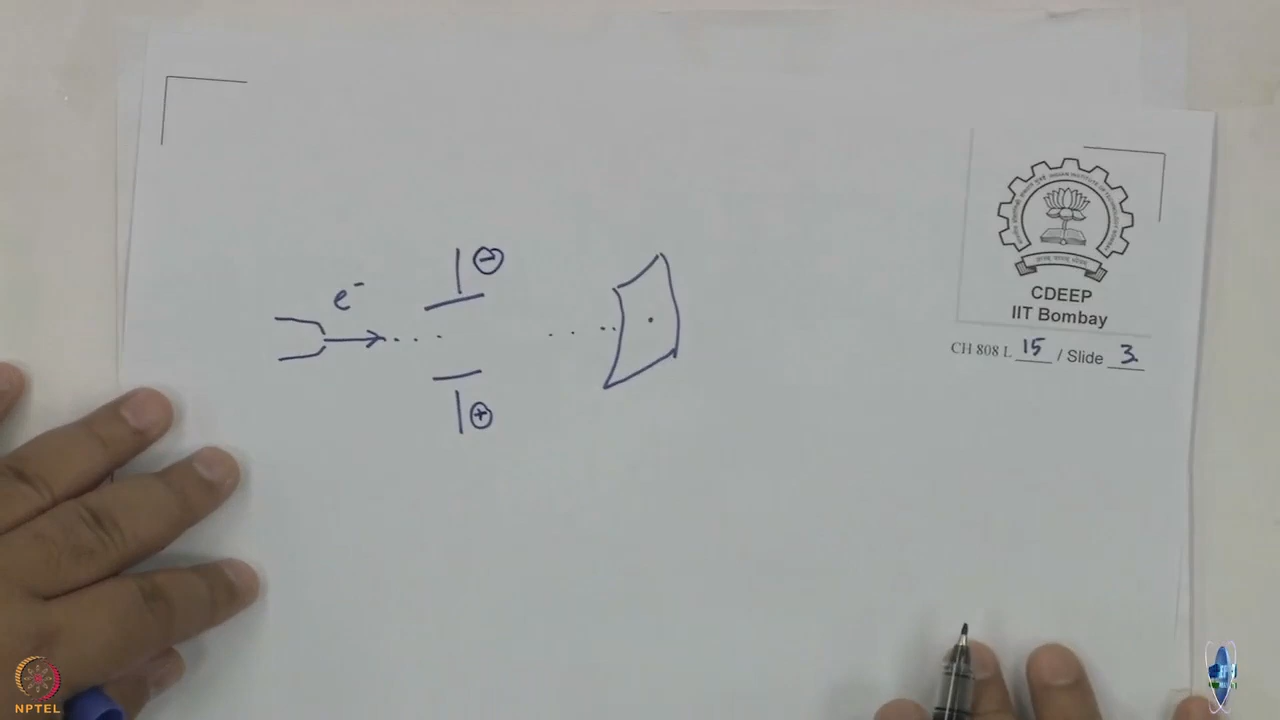 e⁻
⊖
⊕
CDEEP
IIT Bombay
CH 808 L 15 / Slide 3.
NPTEL